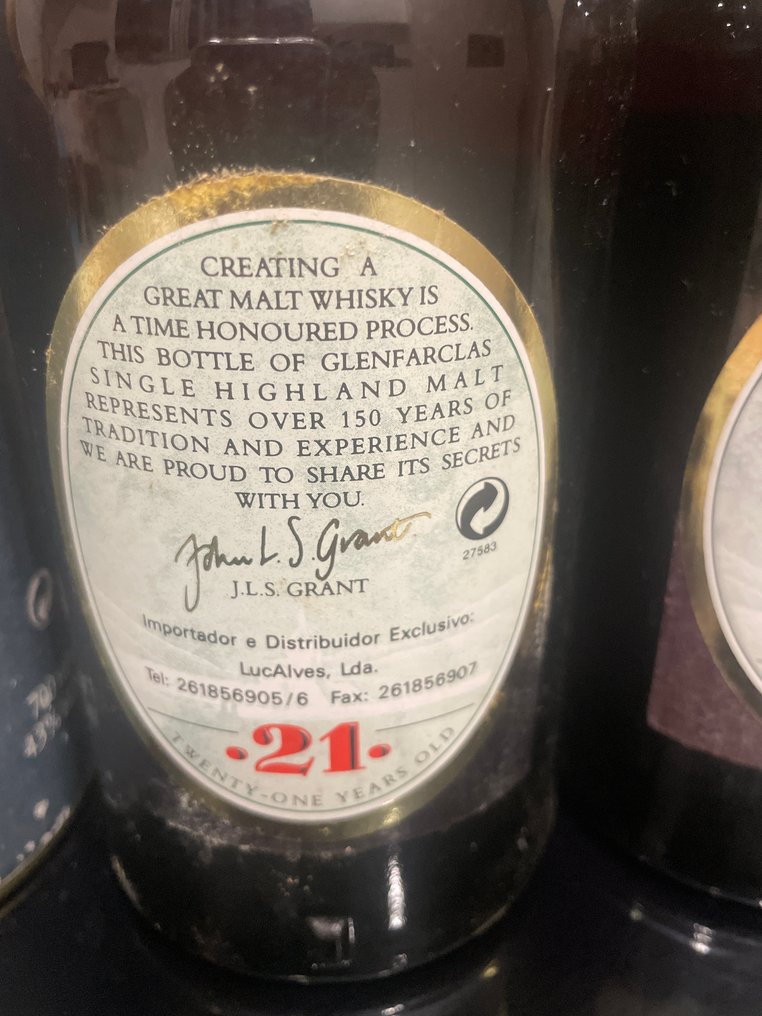 CREATING A
GREAT MALT WHISKY IS
A TIME HONOURED PROCESS.
THIS BOTTLE OF GLENFARCLAS
SINGLE HIGHLAND MALT
REPRESENTS OVER 150 YEARS OF
TRADITION AND EXPERIENCE AND
WE ARE PROUD TO SHARE ITS SECRETS
WITH YOU.
John L. S. Grant
27583
J.L.S. GRANT
Importador e Distribuidor Exclusivo:
LucAlves, Lda.
Tel: 261856905/6 Fax: 261856907
•21•
TWENTY-ONE YEARS OLD